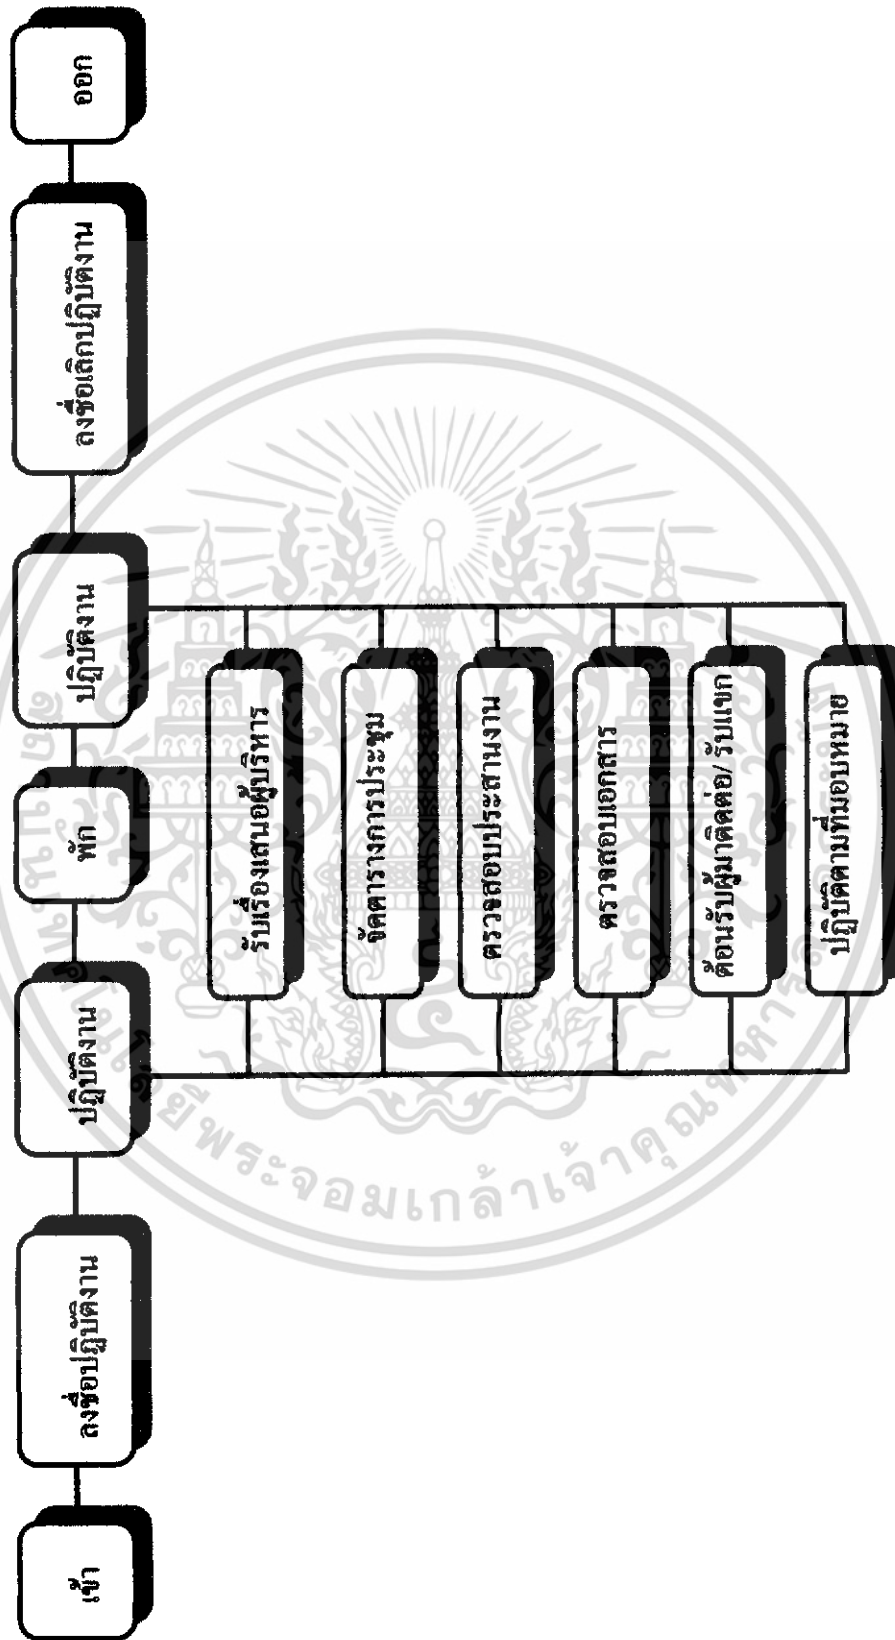 เข้า
ลงชื่อปฏิบัติงาน
ปฏิบัติงาน
พัก
ปฏิบัติงาน
ลงชื่อเลิกปฏิบัติงาน
ออก
รับเรื่องเสนอผู้บริหาร
จัดตารางการประชุม
ตรวจสอบประสานงาน
ตรวจสอบเอกสาร
ต้อนรับผู้มาติดต่อ/รับแขก
ปฏิบัติตามที่มอบหมาย
พระจอมเกล้าเจ้าคุณทหาร